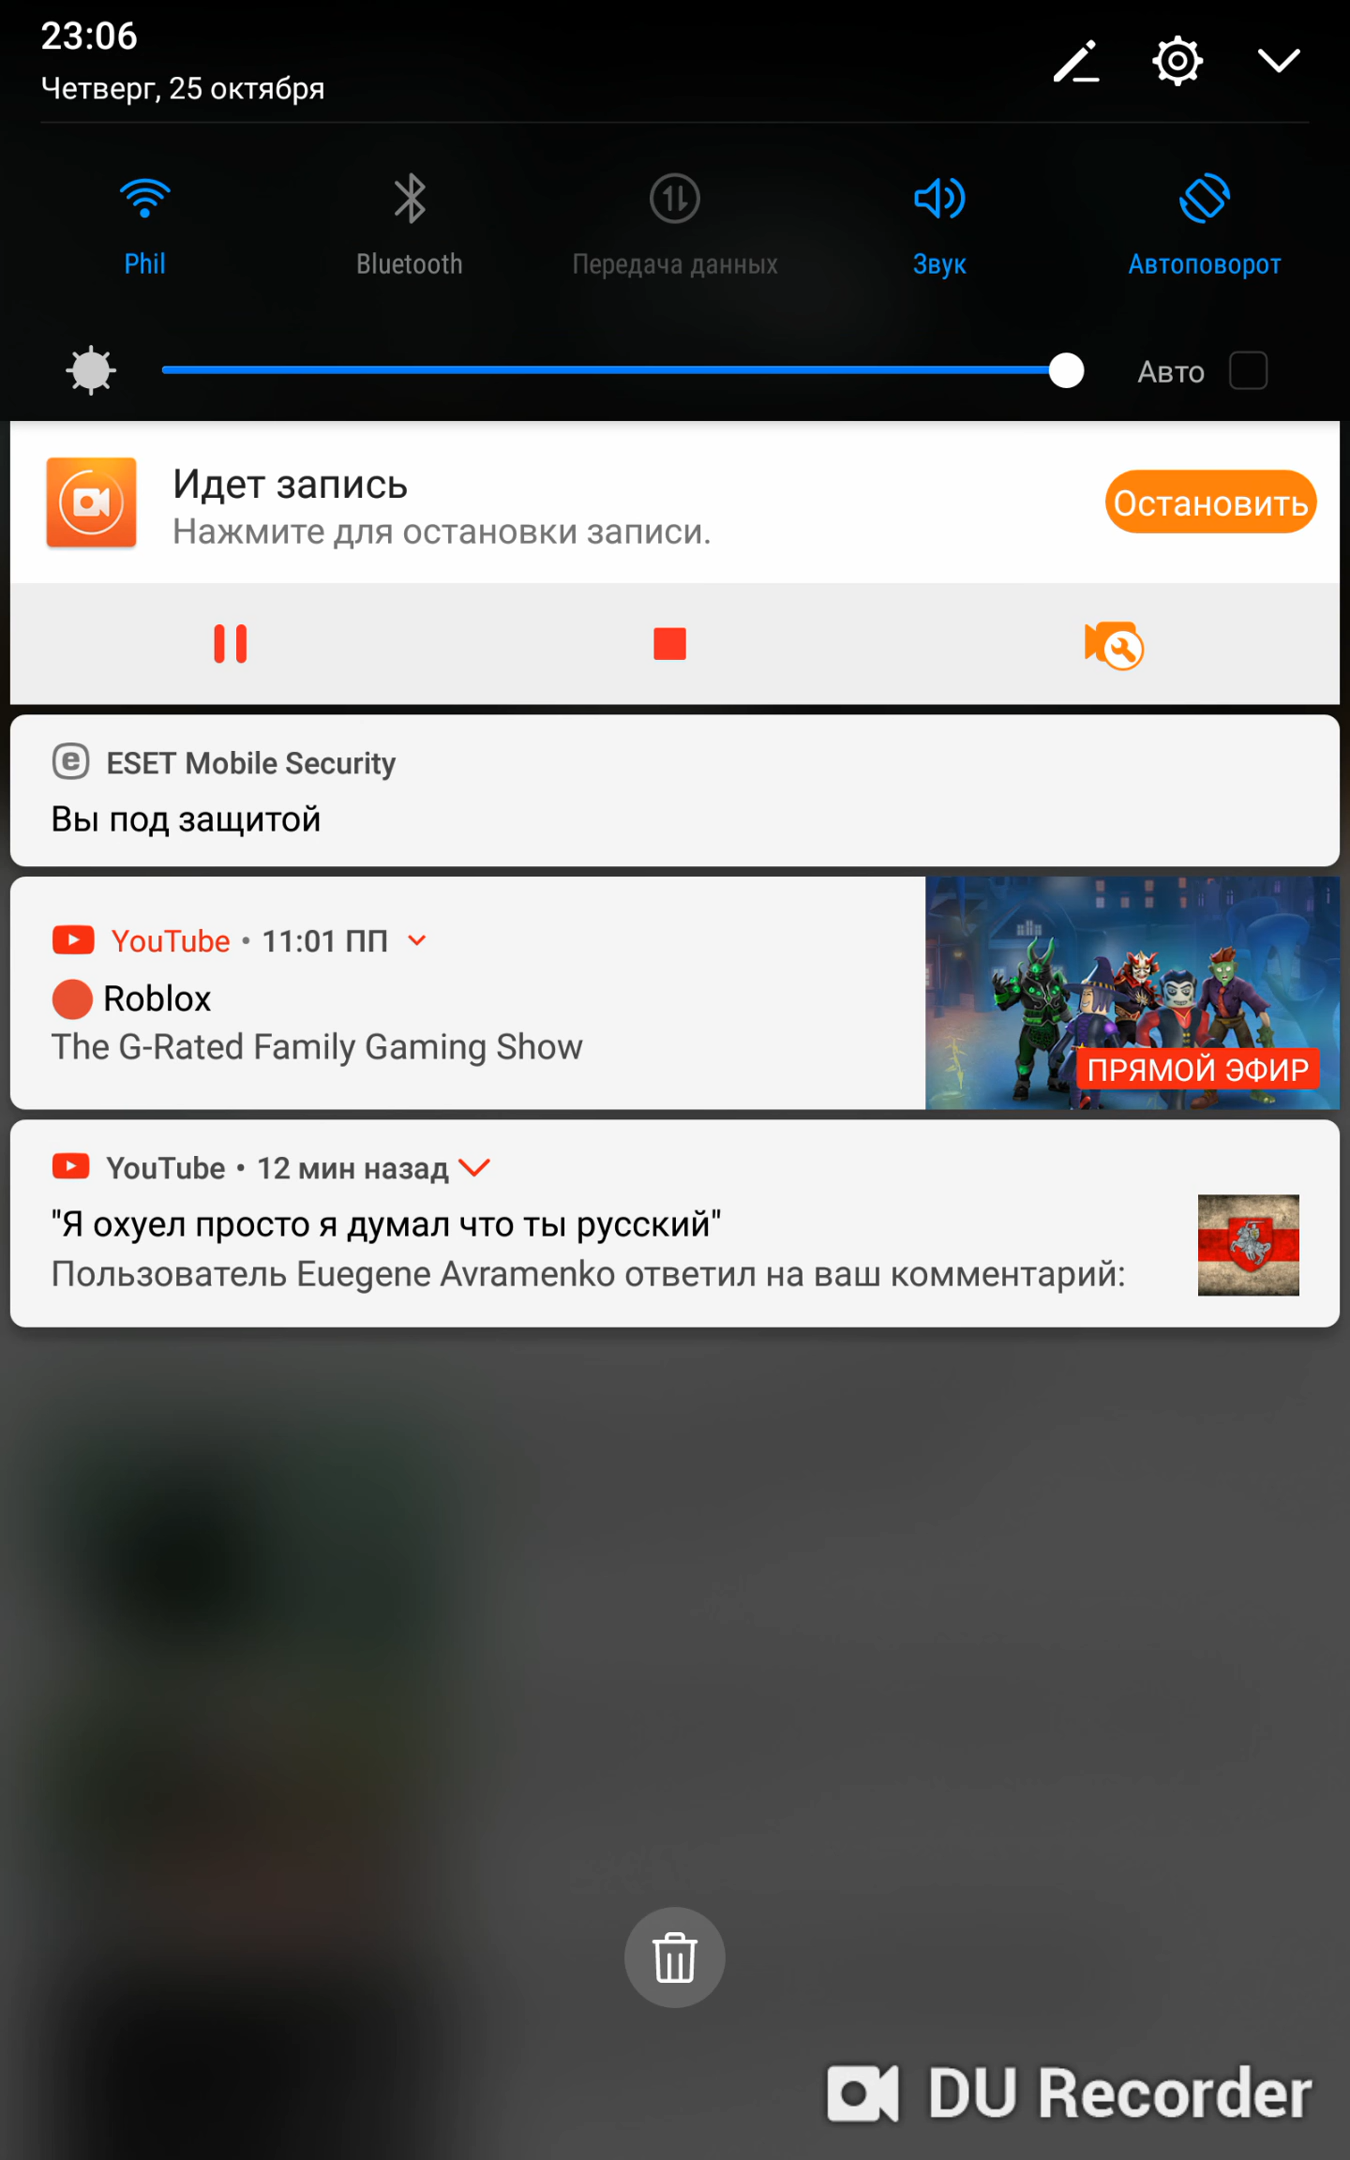 23:06
Четверг, 25 октября
Phil
Bluetooth
Передача данных
Звук
Автоповорот
Авто
Идет запись
Нажмите для остановки записи.
Остановить
ESET Mobile Security
Вы под защитой
YouTube • 11:01 ПП
Roblox
The G-Rated Family Gaming Show
ПРЯМОЙ ЭФИР
YouTube • 12 мин назад
"Я охуел просто я думал что ты русский"
Пользователь Euegene Avramenko ответил на ваш комментарий:
DU Recorder